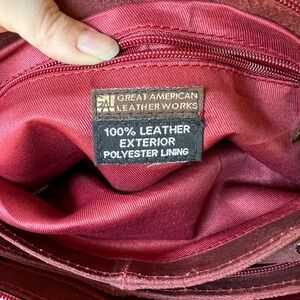 GREAT AMERICAN
LEATHER WORKS
100% LEATHER
EXTERIOR
POLYESTER LINING